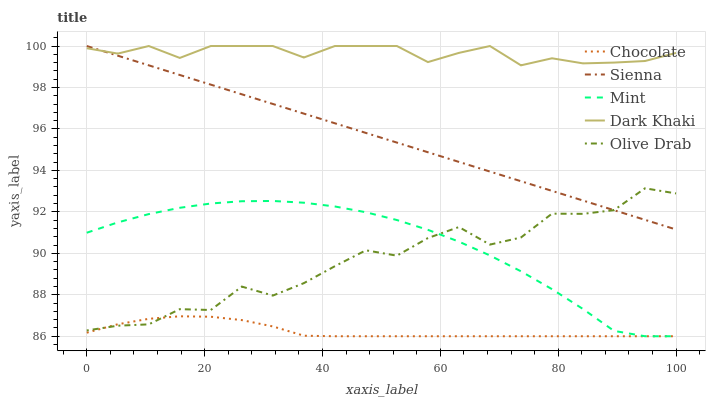 title
100
98
96
94
92
90
88
86
0
20
40
60
80
100
xaxis_label
yaxis_label
Chocolate
Sienna
Mint
Dark Khaki
Olive Drab